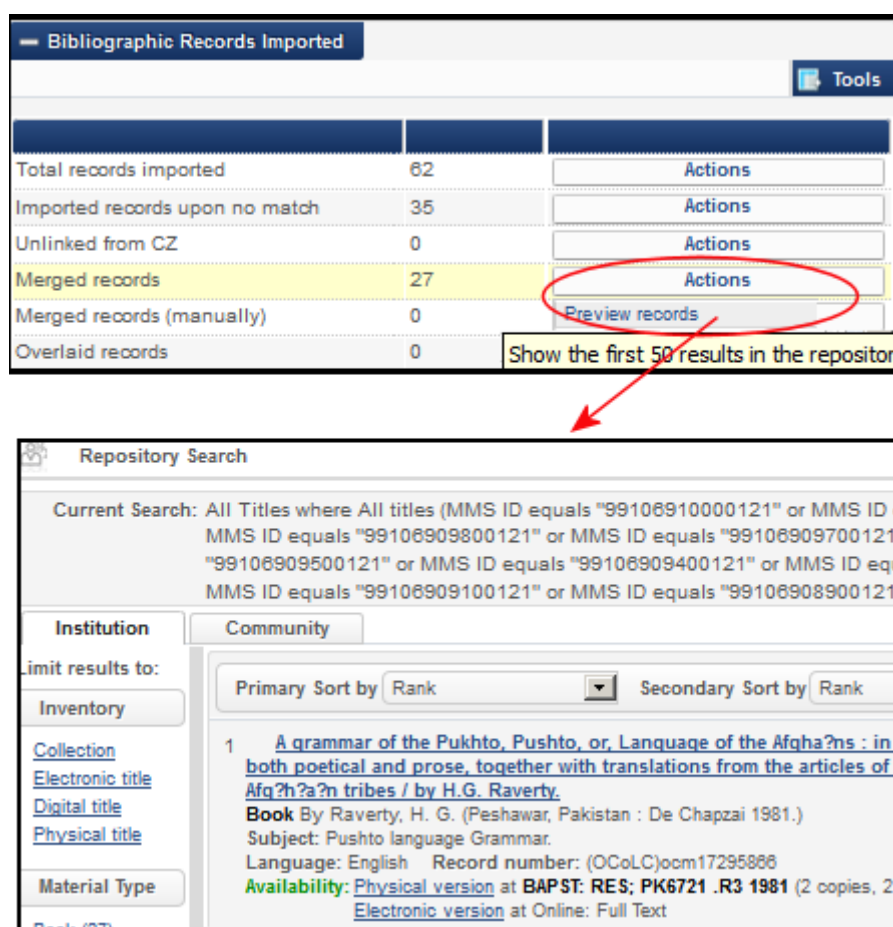 Bibliographic Records Imported
Tools
Total records imported 62 Actions
Imported records upon no match 35 Actions
Unlinked from CZ 0 Actions
Merged records 27 Actions
Merged records (manually) 0 Preview records
Overlaid records 0 Show the first 50 results in the repositor
Repository Search
Current Search: All Titles where All titles (MMS ID equals "99106910000121" or MMS ID
MMS ID equals "99106909800121" or MMS ID equals "99106909700121
"99106909500121" or MMS ID equals "99106909400121" or MMS ID eq
MMS ID equals "99106909100121" or MMS ID equals "99106908900121
Institution Community
Limit results to:
Primary Sort by Rank Secondary Sort by Rank
Inventory
Collection
Electronic title
Digital title
Physical title
Material Type
1 A grammar of the Pukhto, Pushto, or, Language of the Afgha?ns : in
both poetical and prose, together with translations from the articles of
Afg?h?a?n tribes / by H.G. Raverty.
Book By Raverty, H. G. (Peshawar, Pakistan : De Chapzai 1981.)
Subject: Pushto language Grammar.
Language: English Record number: (OCoLC)ocm17295866
Availability: Physical version at BAPST: RES; PK6721 .R3 1981 (2 copies, 2
Electronic version at Online: Full Text